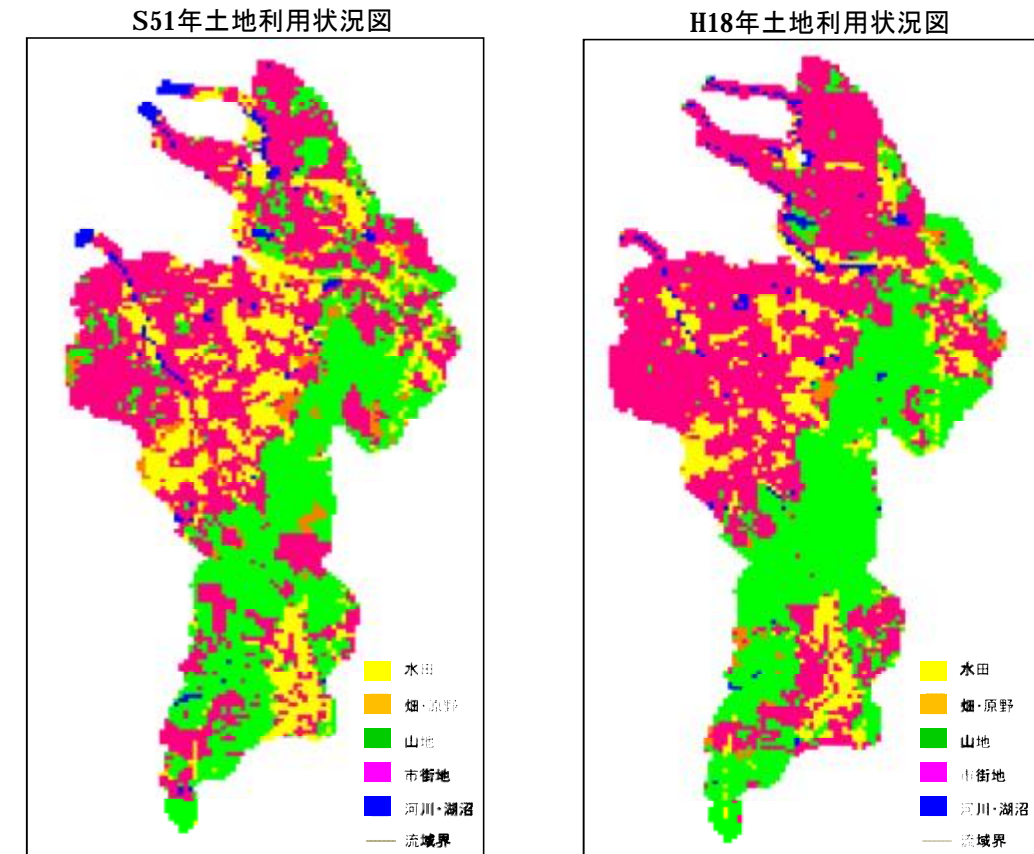 S51年土地利用状況図
水田
畑・原野
山地
市街地
河川・湖沼
流域界
H18年土地利用状況図
水田
畑・原野
山地
市街地
河川・湖沼
流域界